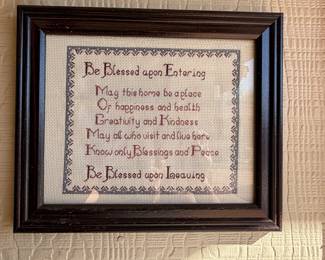 Be Blessed upon Entering
May this home be a place
Of happiness and health
Creativity and Kindness
May all who visit and live here
Know only Blessings and Peace
Be Blessed upon Leaving